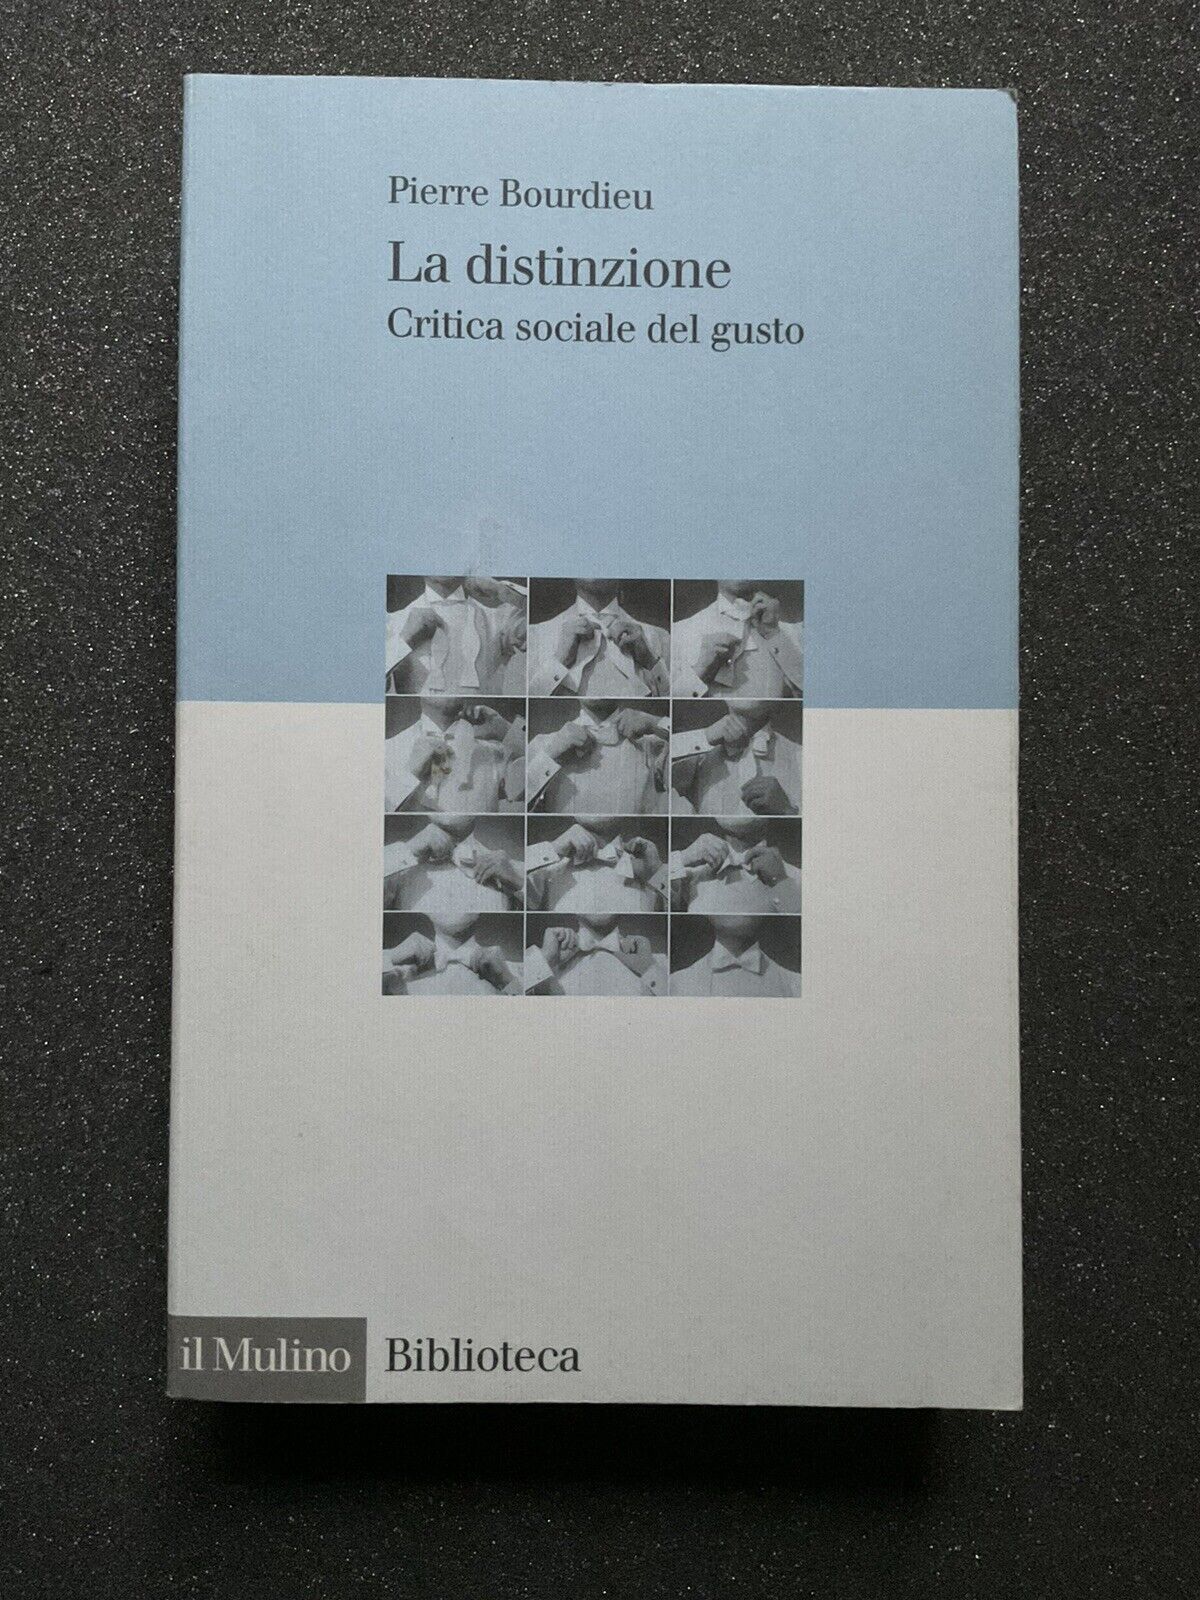 Pierre Bourdieu
La distinzione
Critica sociale del gusto
il Mulino
Biblioteca